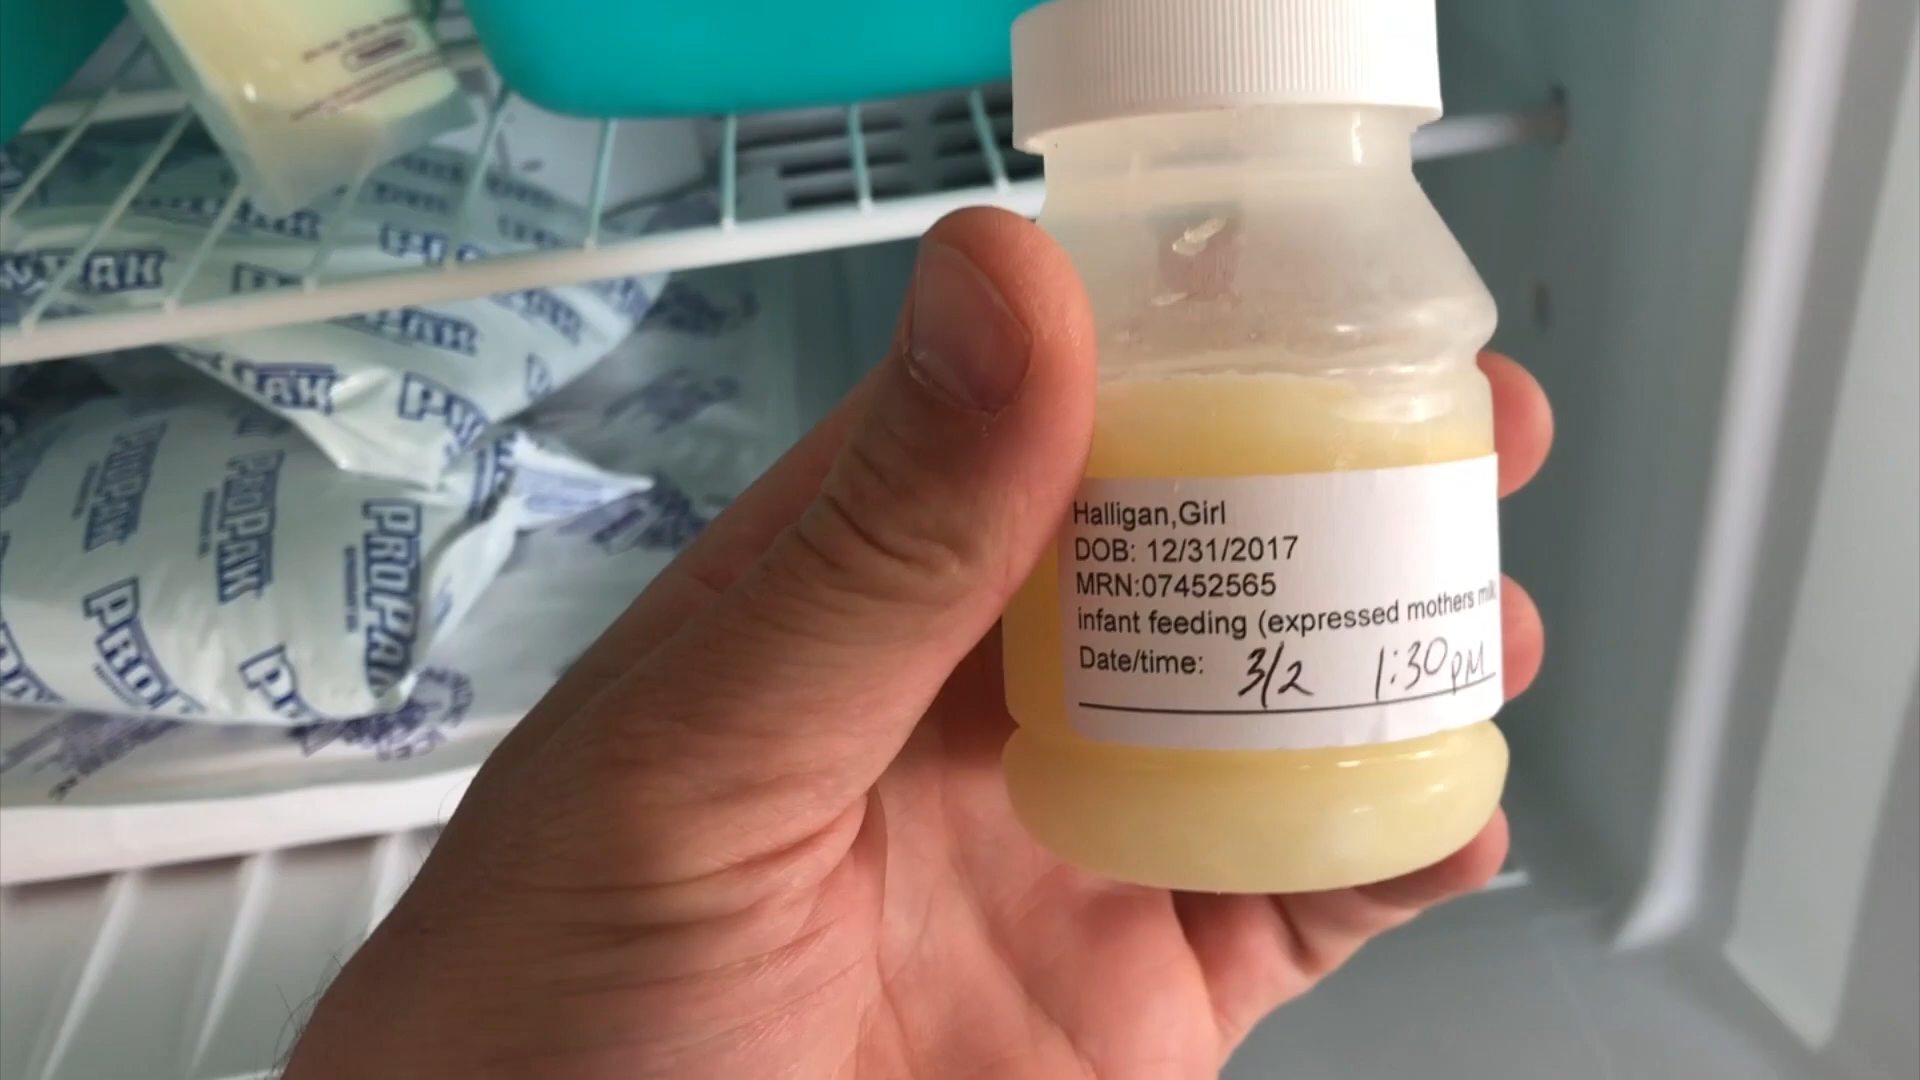 PROPAK
PROPAK
PROPAK
Halligan,Girl
DOB: 12/31/2017
MRN:07452565
infant feeding (expressed mothers milk
Date/time: 3/2 1:30PM